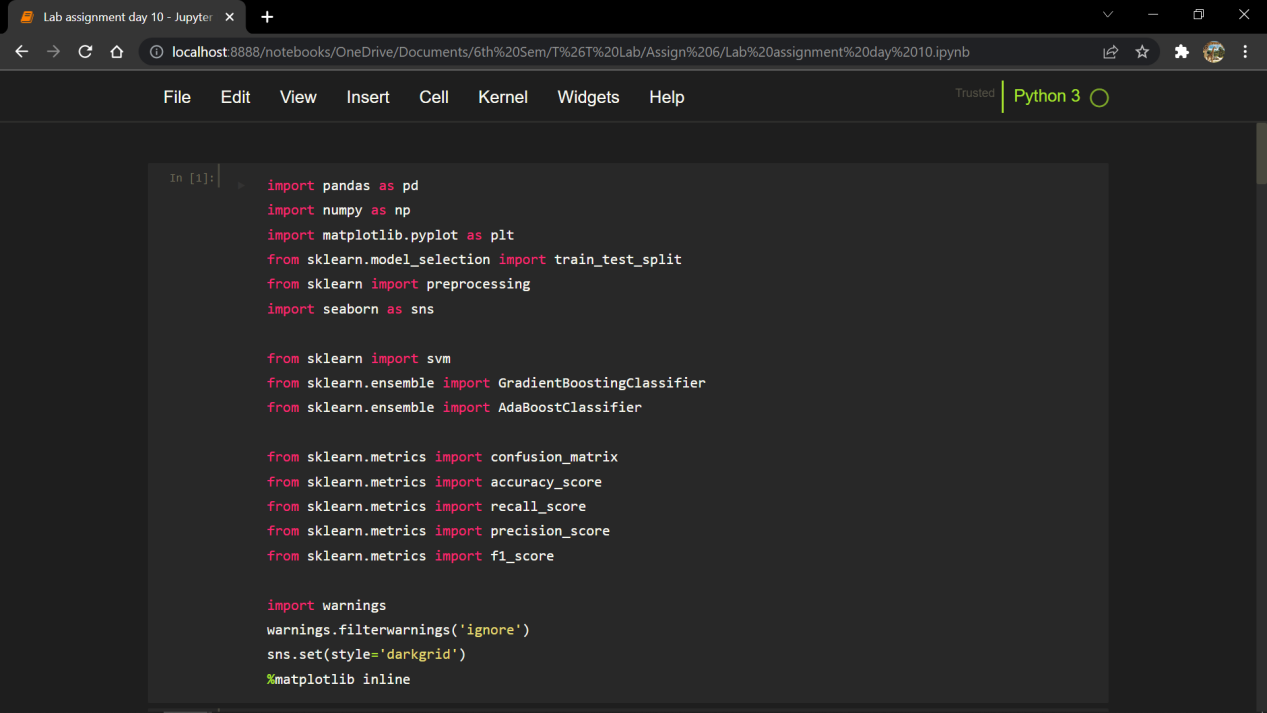 Lab assignment day 10 - Jupyter
localhost:8888/notebooks/OneDrive/Documents/6th%20Sem/T%26T%20Lab/Assign%206/Lab%20assignment%20day%2010.ipynb
File Edit View Insert Cell Kernel Widgets Help Trusted Python 3
In [1]:
import pandas as pd
import numpy as np
import matplotlib.pyplot as plt
from sklearn.model_selection import train_test_split
from sklearn import preprocessing
import seaborn as sns
from sklearn import svm
from sklearn.ensemble import GradientBoostingClassifier
from sklearn.ensemble import AdaBoostClassifier
from sklearn.metrics import confusion_matrix
from sklearn.metrics import accuracy_score
from sklearn.metrics import recall_score
from sklearn.metrics import precision_score
from sklearn.metrics import f1_score
import warnings
warnings.filterwarnings('ignore')
sns.set(style='darkgrid')
%matplotlib inline